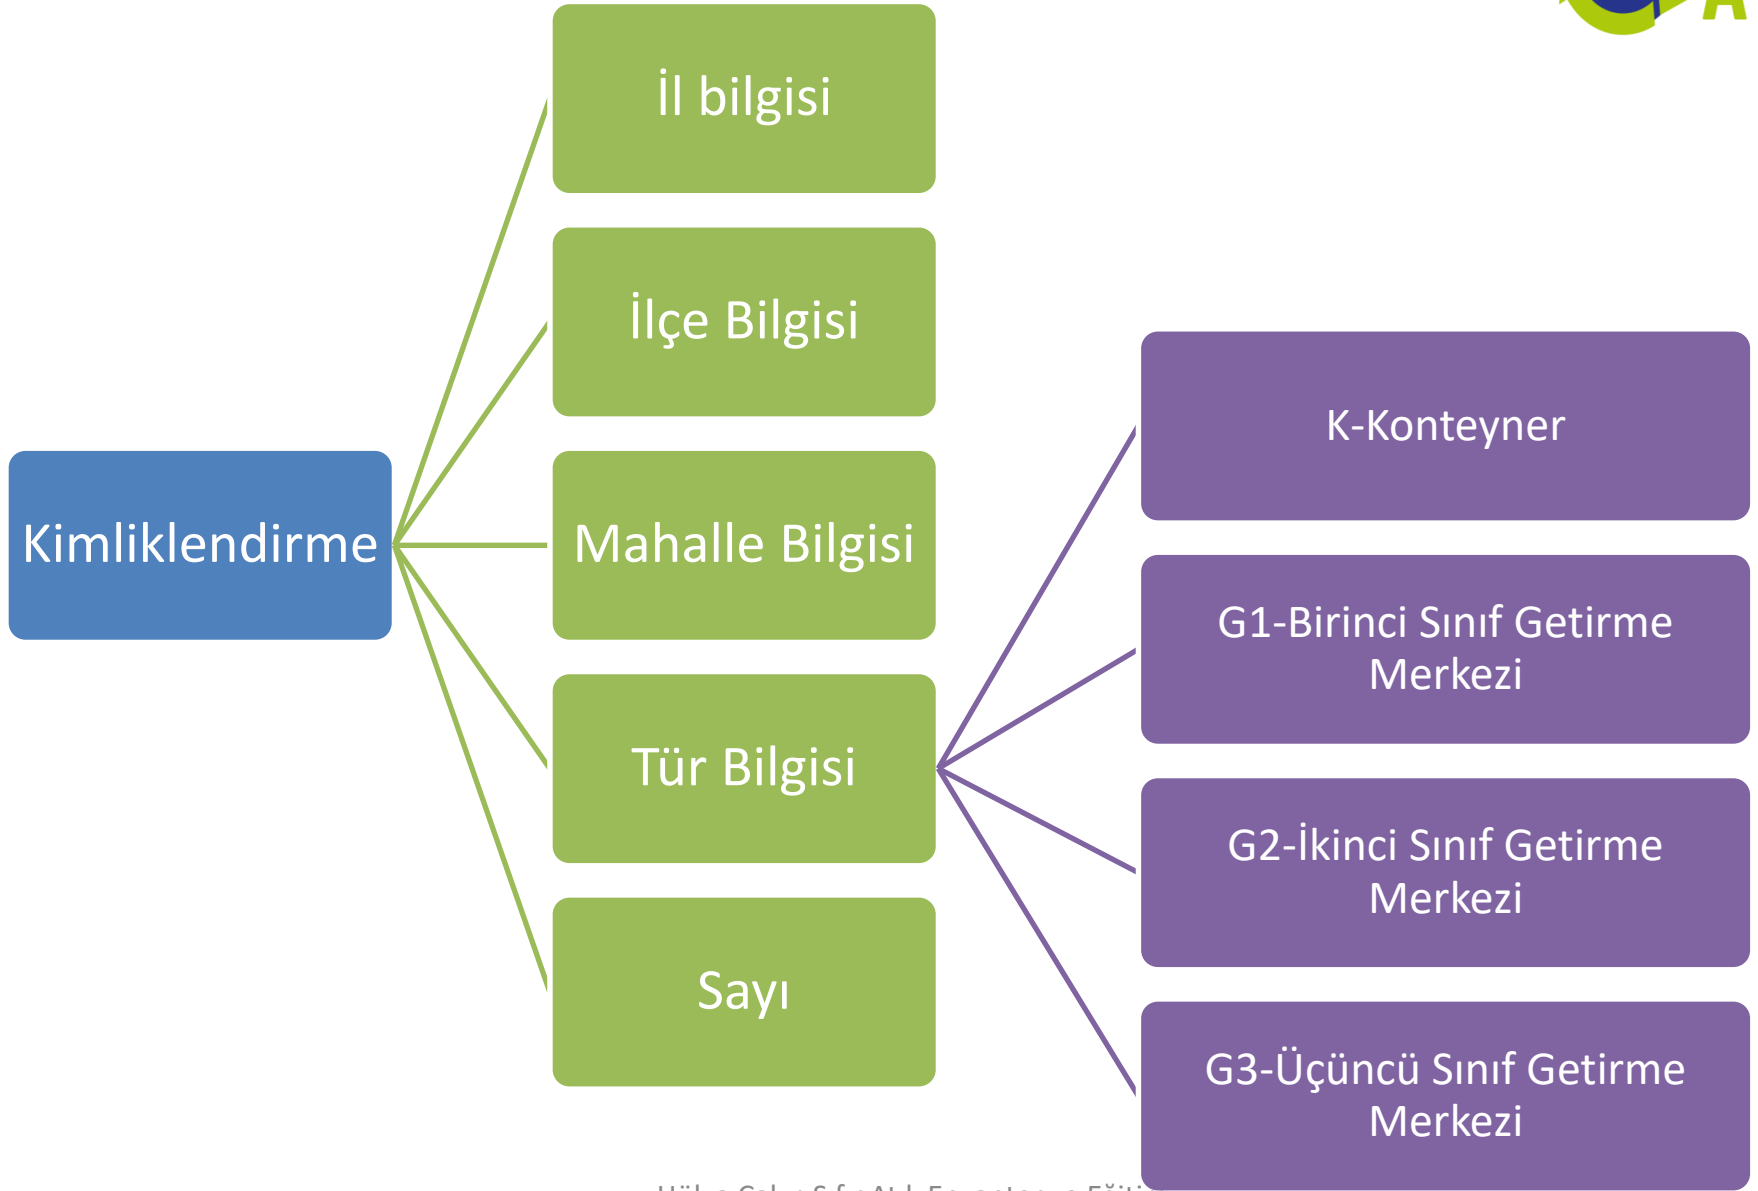 İl bilgisi
İlçe Bilgisi
Kimliklendirme
Mahalle Bilgisi
Tür Bilgisi
Sayı
K-Konteyner
G1-Birinci Sınıf Getirme
Merkezi
G2-İkinci Sınıf Getirme
Merkezi
G3-Üçüncü Sınıf Getirme
Merkezi